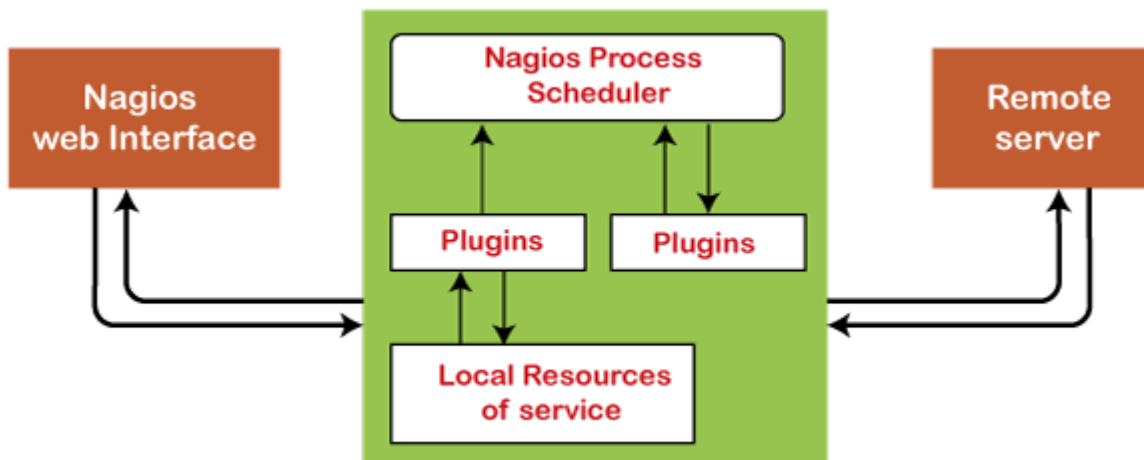 Nagios
web Interface
Nagios Process
Scheduler
Remote
server
Plugins
Plugins
Local Resources
of service